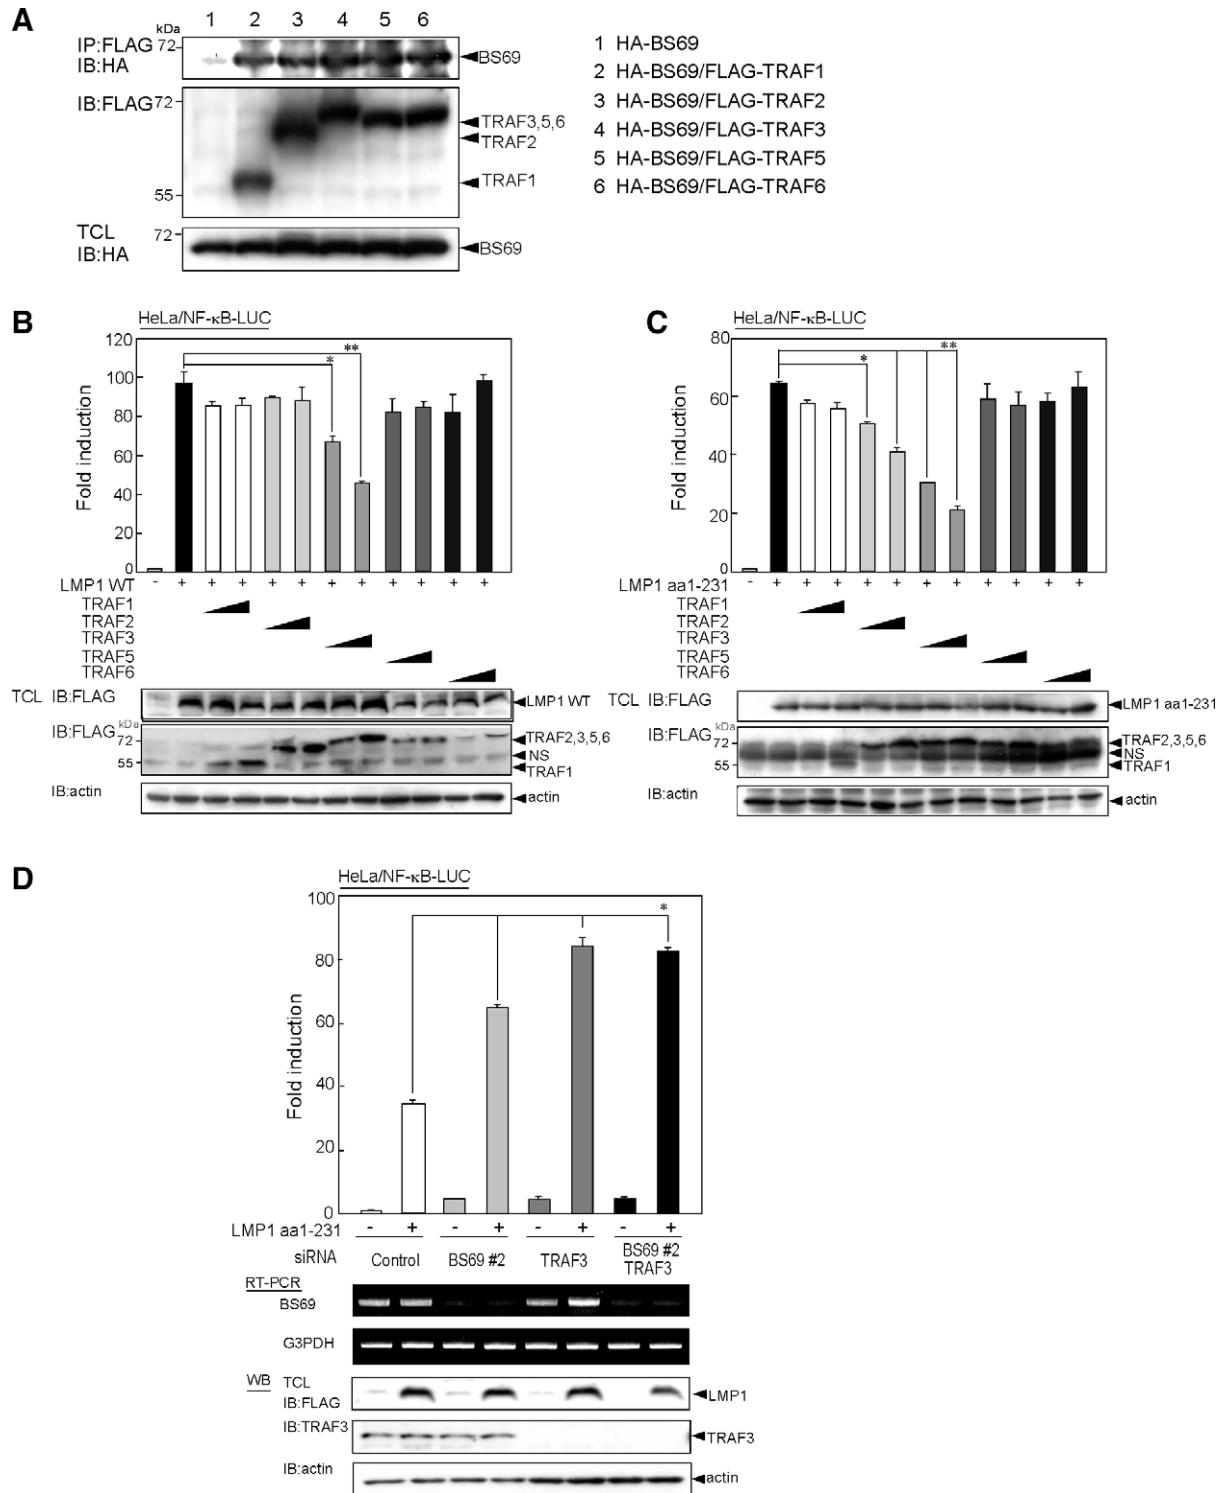 A
kDa
1 2 3 4 5 6
IP:FLAG
IB:HA
72
BS69
IB:FLAG
72
TRAF3,5,6
TRAF2
TRAF1
55
TCL
IB:HA
72
BS69
1 HA-BS69
2 HA-BS69/FLAG-TRAF1
3 HA-BS69/FLAG-TRAF2
4 HA-BS69/FLAG-TRAF3
5 HA-BS69/FLAG-TRAF5
6 HA-BS69/FLAG-TRAF6
B
HeLa/NF-κB-LUC
Fold induction
120
100
80
60
40
20
0
*
**
LMP1 WT - + + + + + + + + + + +
TRAF1
TRAF2
TRAF3
TRAF5
TRAF6
TCL IB:FLAG
LMP1 WT
IB:FLAG
kDa
72
55
TRAF2,3,5,6
NS
TRAF1
IB:actin
actin
C
HeLa/NF-κB-LUC
Fold induction
80
60
40
20
0
*
**
LMP1 aa1-231 - + + + + + + + + + + +
TRAF1
TRAF2
TRAF3
TRAF5
TRAF6
TCL IB:FLAG
LMP1 aa1-231
IB:FLAG
kDa
72
55
TRAF2,3,5,6
NS
TRAF1
IB:actin
actin
D
HeLa/NF-κB-LUC
Fold induction
100
80
60
40
20
0
*
LMP1 aa1-231 - + - + - + - +
siRNA Control BS69 #2 TRAF3 BS69 #2
TRAF3
RT-PCR
BS69
G3PDH
WB
TCL
IB:FLAG
LMP1
IB:TRAF3
TRAF3
IB:actin
actin